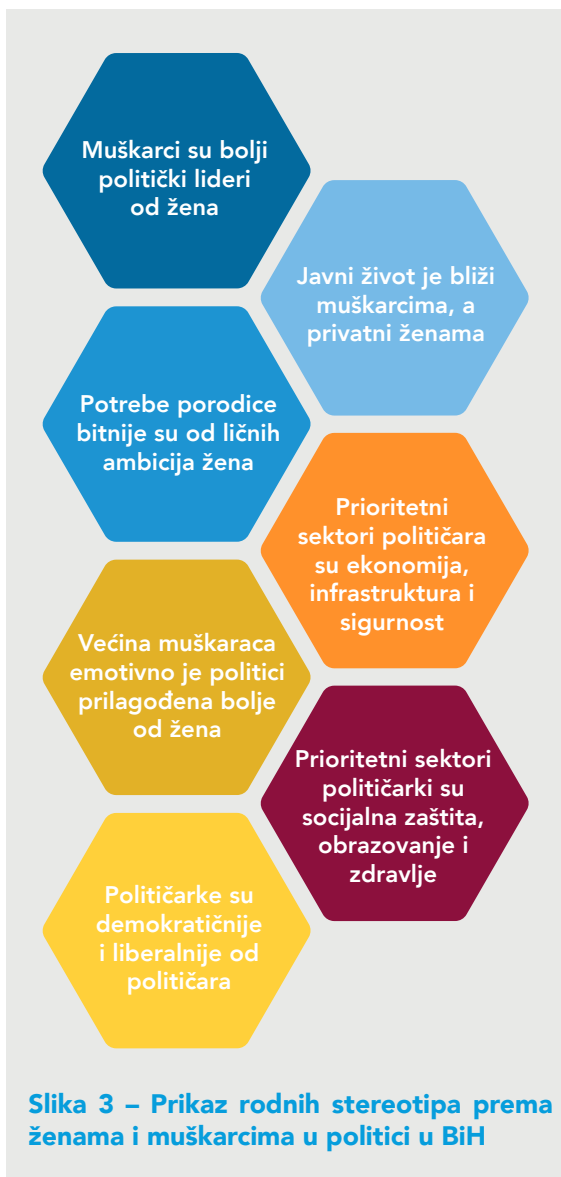 Muškarci su bolji
politički lideri
od žena
Javni život je bliži
muškarcima, a
privatni ženama
Potrebe porodice
bitnije su od ličnih
ambicija žena
Prioritetni
sektori političara
su ekonomija,
infrastruktura i
sigurnost
Većina muškaraca
emotivno je politici
prilagođena bolje
od žena
Prioritetni sektori
političarki su
socijalna zaštita,
obrazovanje i
zdravlje
Političarke su
demokratičnije
i liberalnije od
političara
Slika 3 – Prikaz rodnih stereotipa prema
ženama i muškarcima u politici u BiH